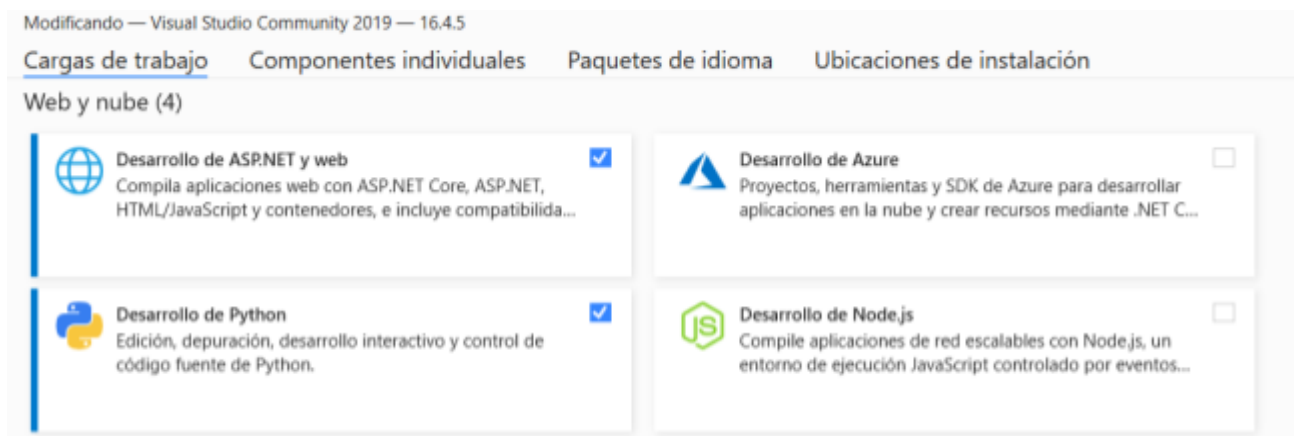 Modificando — Visual Studio Community 2019 — 16.4.5
Cargas de trabajo Componentes individuales Paquetes de idioma Ubicaciones de instalación
Web y nube (4)
Desarrollo de ASP.NET y web
Compila aplicaciones web con ASP.NET Core, ASP.NET,
HTML/JavaScript y contenedores, e incluye compatibilida...
Desarrollo de Azure
Proyectos, herramientas y SDK de Azure para desarrollar
aplicaciones en la nube y crear recursos mediante .NET C...
Desarrollo de Python
Edición, depuración, desarrollo interactivo y control de
código fuente de Python.
JS
Desarrollo de Node.js
Compile aplicaciones de red escalables con Node.js, un
entorno de ejecución JavaScript controlado por eventos...